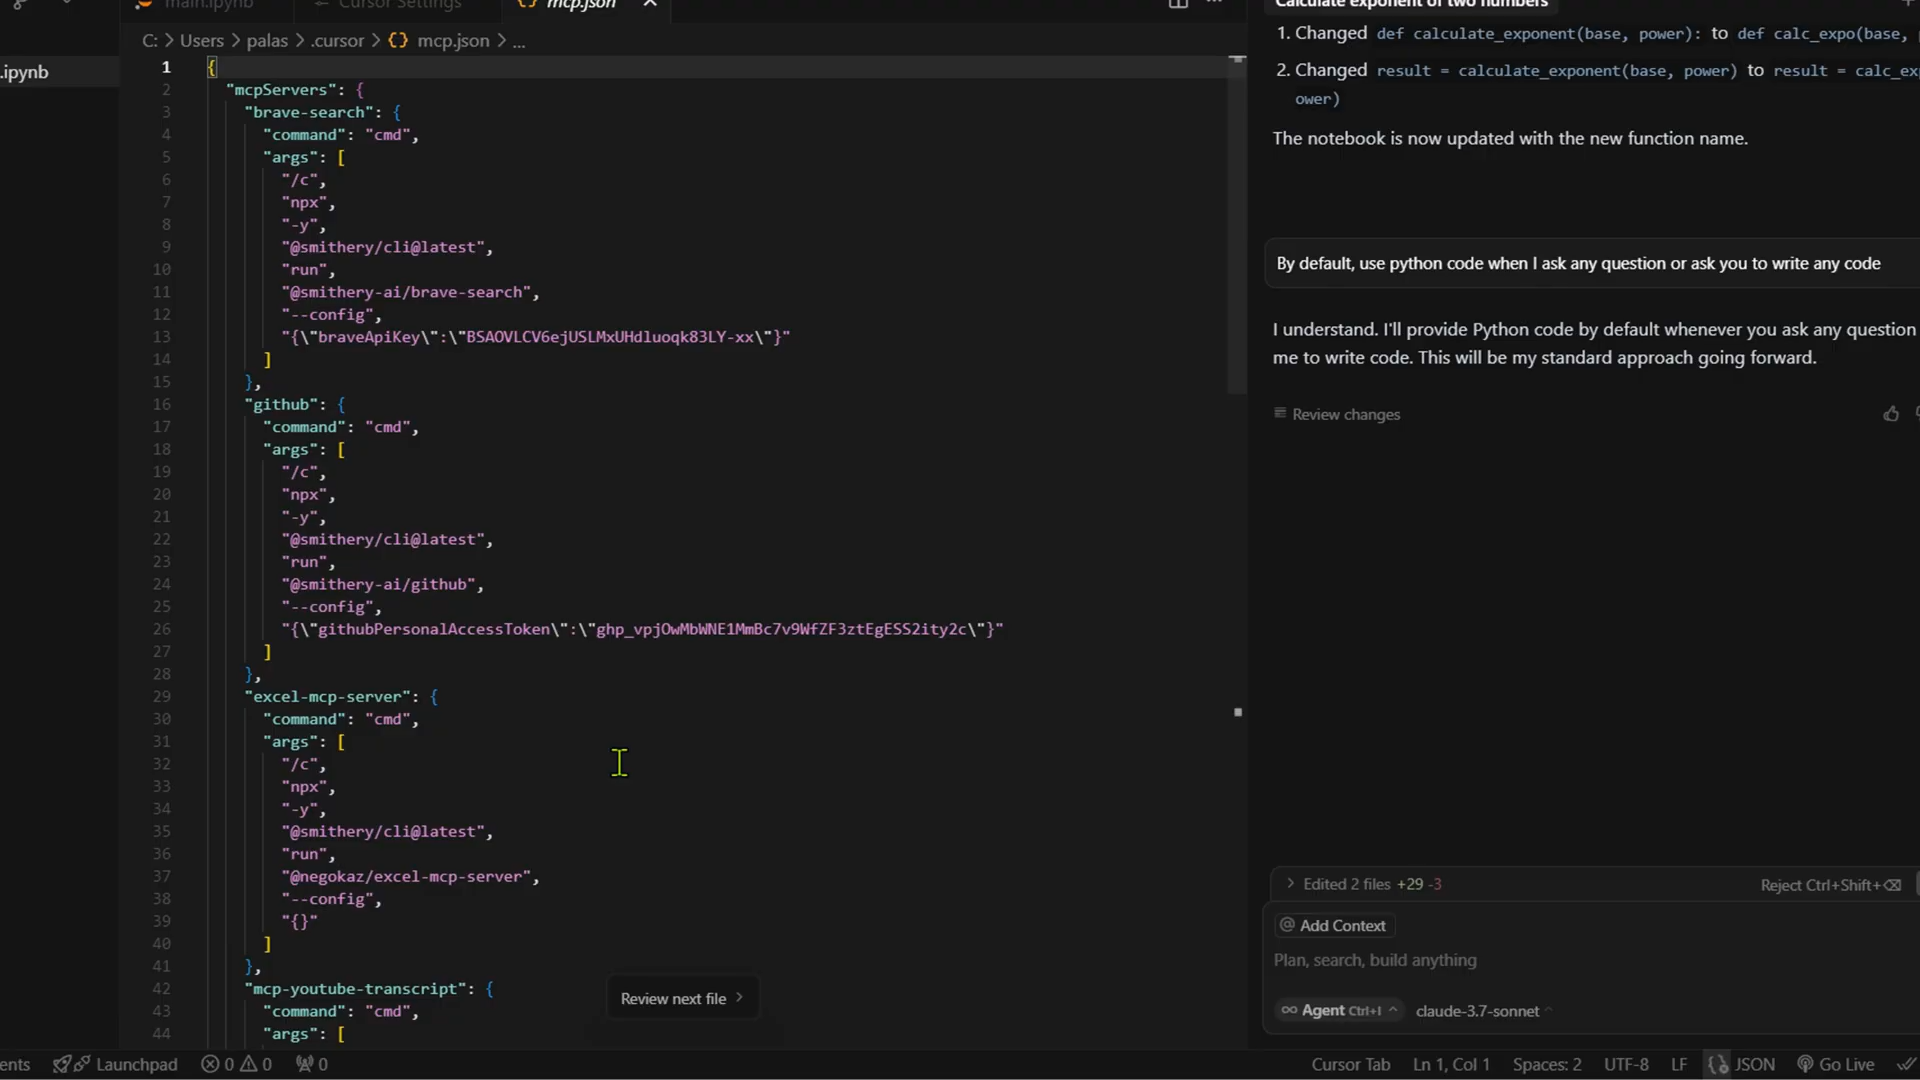 main.ipynb
Cursor Settings
mcp.json
Calculate exponent of two numbers
C: > Users > palas > .cursor > {} mcp.json > ...
.ipynb
1 {
2 "mcpServers": {
3 "brave-search": {
4 "command": "cmd",
5 "args": [
6 "/c",
7 "npx",
8 "-y",
9 "@smithery/cli@latest",
10 "run",
11 "@smithery-ai/brave-search",
12 "--config",
13 "{\"braveApiKey\":\"\"}"
14 ]
15 },
16 "github": {
17 "command": "cmd",
18 "args": [
19 "/c",
20 "npx",
21 "-y",
22 "@smithery/cli@latest",
23 "run",
24 "@smithery-ai/github",
25 "--config",
26 "{\"githubPersonalAccessToken\":\"\"}"
27 ]
28 },
29 "excel-mcp-server": {
30 "command": "cmd",
31 "args": [
32 "/c",
33 "npx",
34 "-y",
35 "@smithery/cli@latest",
36 "run",
37 "@negokaz/excel-mcp-server",
38 "--config",
39 "{}"
40 ]
41 },
42 "mcp-youtube-transcript": {
43 "command": "cmd",
44 "args": [
Review next file >
1. Changed def calculate_exponent(base, power): to def calc_expo(base,
2. Changed result = calculate_exponent(base, power) to result = calc_ex
ower)
The notebook is now updated with the new function name.
By default, use python code when I ask any question or ask you to write any code
I understand. I'll provide Python code by default whenever you ask any question
me to write code. This will be my standard approach going forward.
Review changes
> Edited 2 files +29 -3
Reject Ctrl+Shift+⌫
@ Add Context
Plan, search, build anything
∞ Agent Ctrl+I ^
claude-3.7-sonnet ^
ents
Launchpad
0 0
0
Cursor Tab
Ln 1, Col 1
Spaces: 2
UTF-8
LF
JSON
Go Live